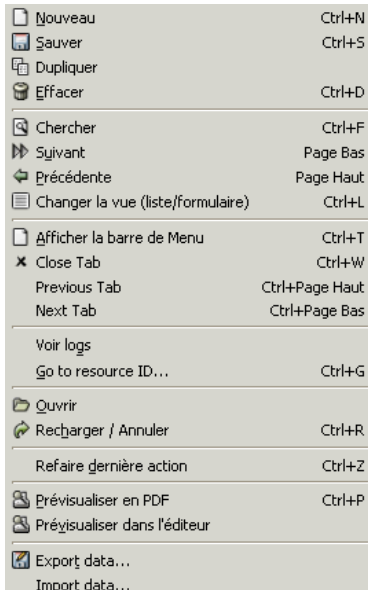 Nouveau Ctrl+N
Sauver Ctrl+S
Dupliquer
Effacer Ctrl+D
Chercher Ctrl+F
Suivant Page Bas
Précédente Page Haut
Changer la vue (liste/formulaire) Ctrl+L
Afficher la barre de Menu Ctrl+T
Close Tab Ctrl+W
Previous Tab Ctrl+Page Haut
Next Tab Ctrl+Page Bas
Voir logs
Go to resource ID... Ctrl+G
Ouvrir
Recharger / Annuler Ctrl+R
Refaire dernière action Ctrl+Z
Prévisualiser en PDF Ctrl+P
Prévisualiser dans l'éditeur
Export data...
Import data...